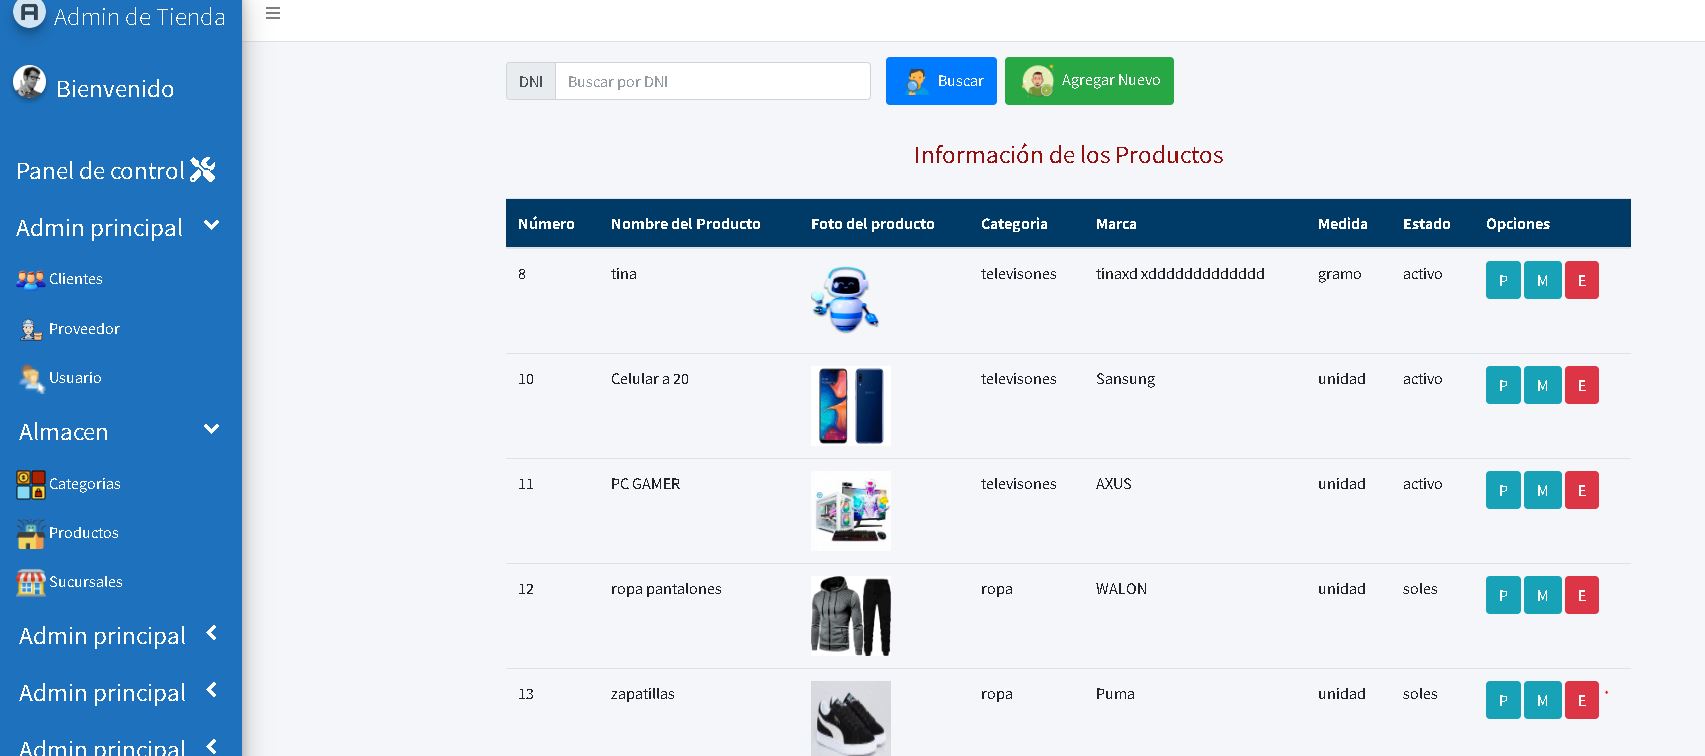 Admin de Tienda
Bienvenido
Panel de control
Admin principal
Clientes
Proveedor
Usuario
Almacen
Categorias
Productos
Sucursales
Admin principal
Admin principal
Admin principal
DNI Buscar por DNI Buscar Agregar Nuevo
Información de los Productos
Número Nombre del Producto Foto del producto Categoria Marca Medida Estado Opciones
8 tina televisones tinaxd xddddddddddddd gramo activo P M E
10 Celular a 20 televisones Sansung unidad activo P M E
11 PC GAMER televisones AXUS unidad activo P M E
12 ropa pantalones ropa WALON unidad soles P M E
13 zapatillas ropa Puma unidad soles P M E